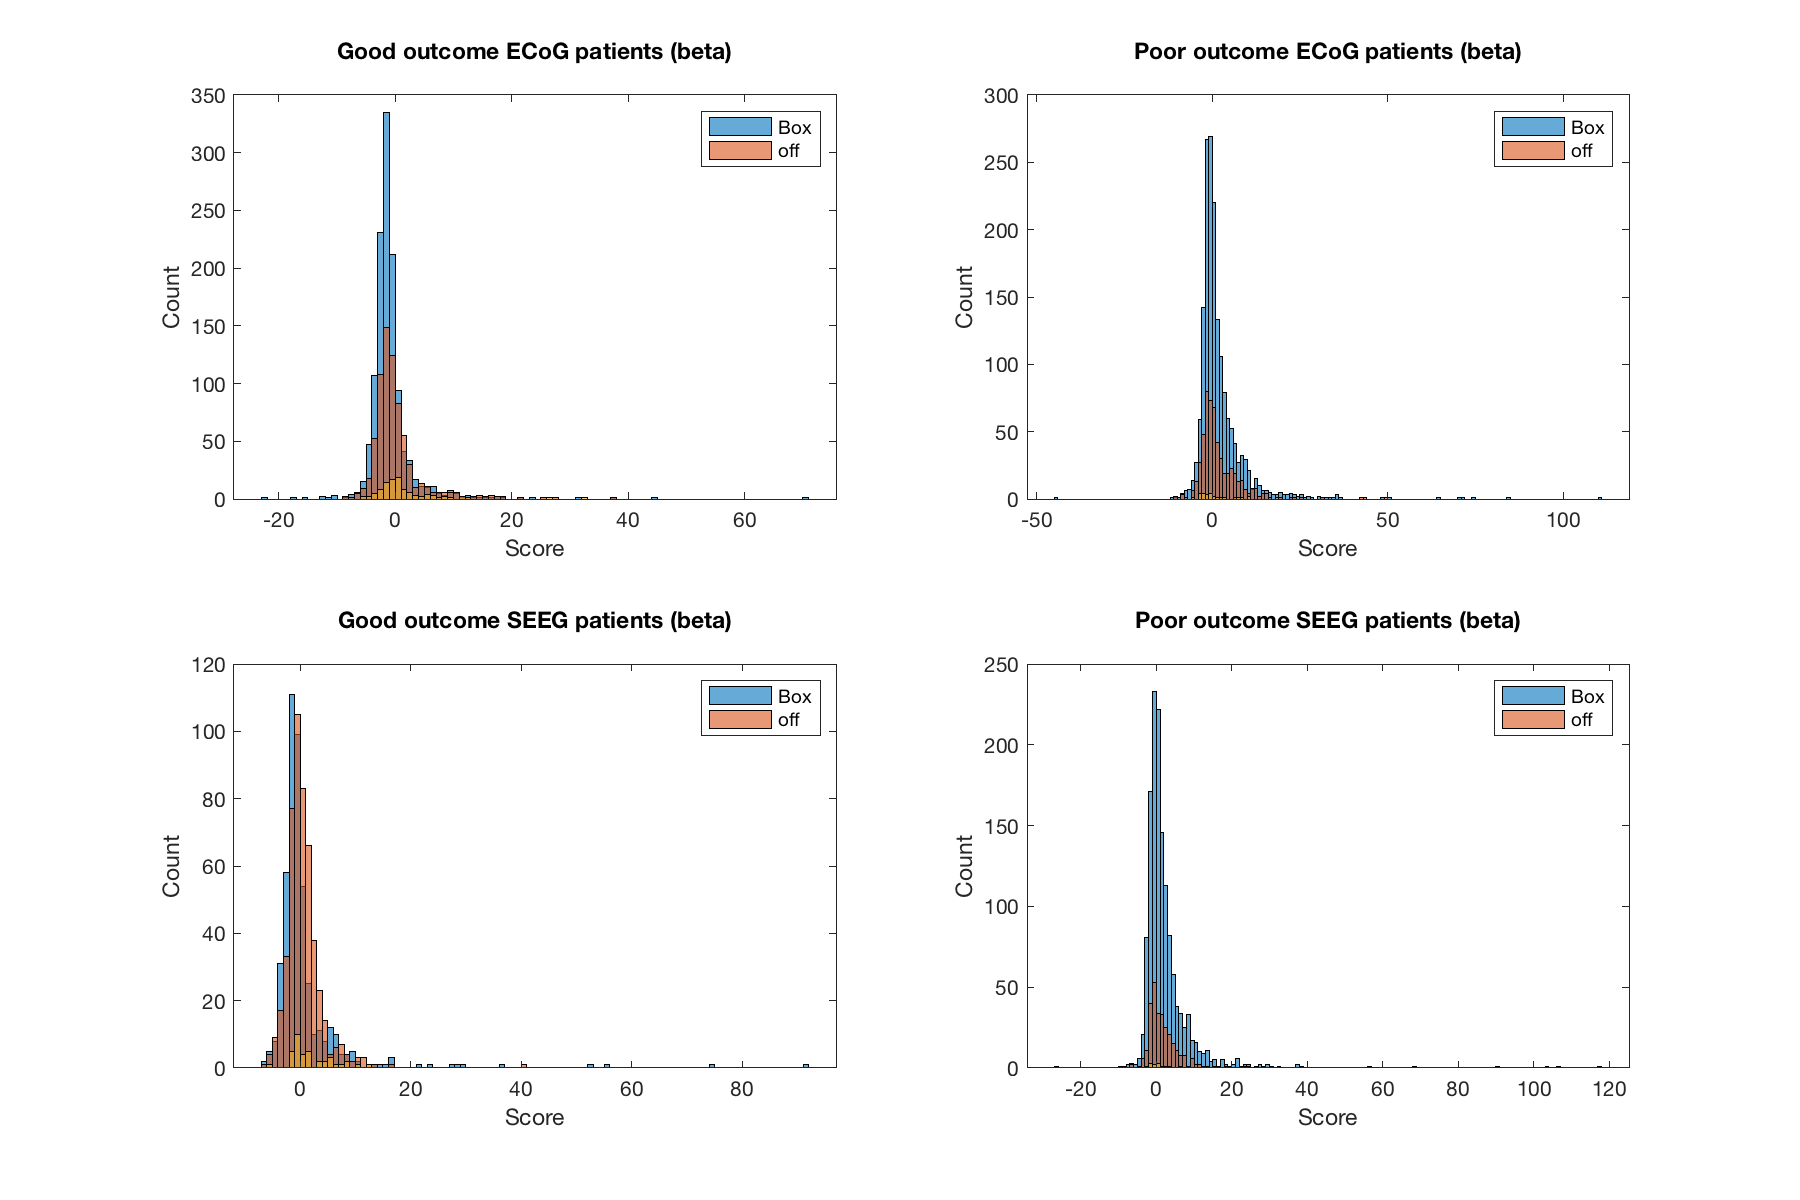 Good outcome ECoG patients (beta)
350
300
250
200
150
100
50
0
Count
-20 0 20 40 60
Score
Box
off
Poor outcome ECoG patients (beta)
300
250
200
150
100
50
0
Count
-50 0 50 100
Score
Box
off
Good outcome SEEG patients (beta)
120
100
80
60
40
20
0
Count
0 20 40 60 80
Score
Box
off
Poor outcome SEEG patients (beta)
250
200
150
100
50
0
Count
-20 0 20 40 60 80 100 120
Score
Box
off